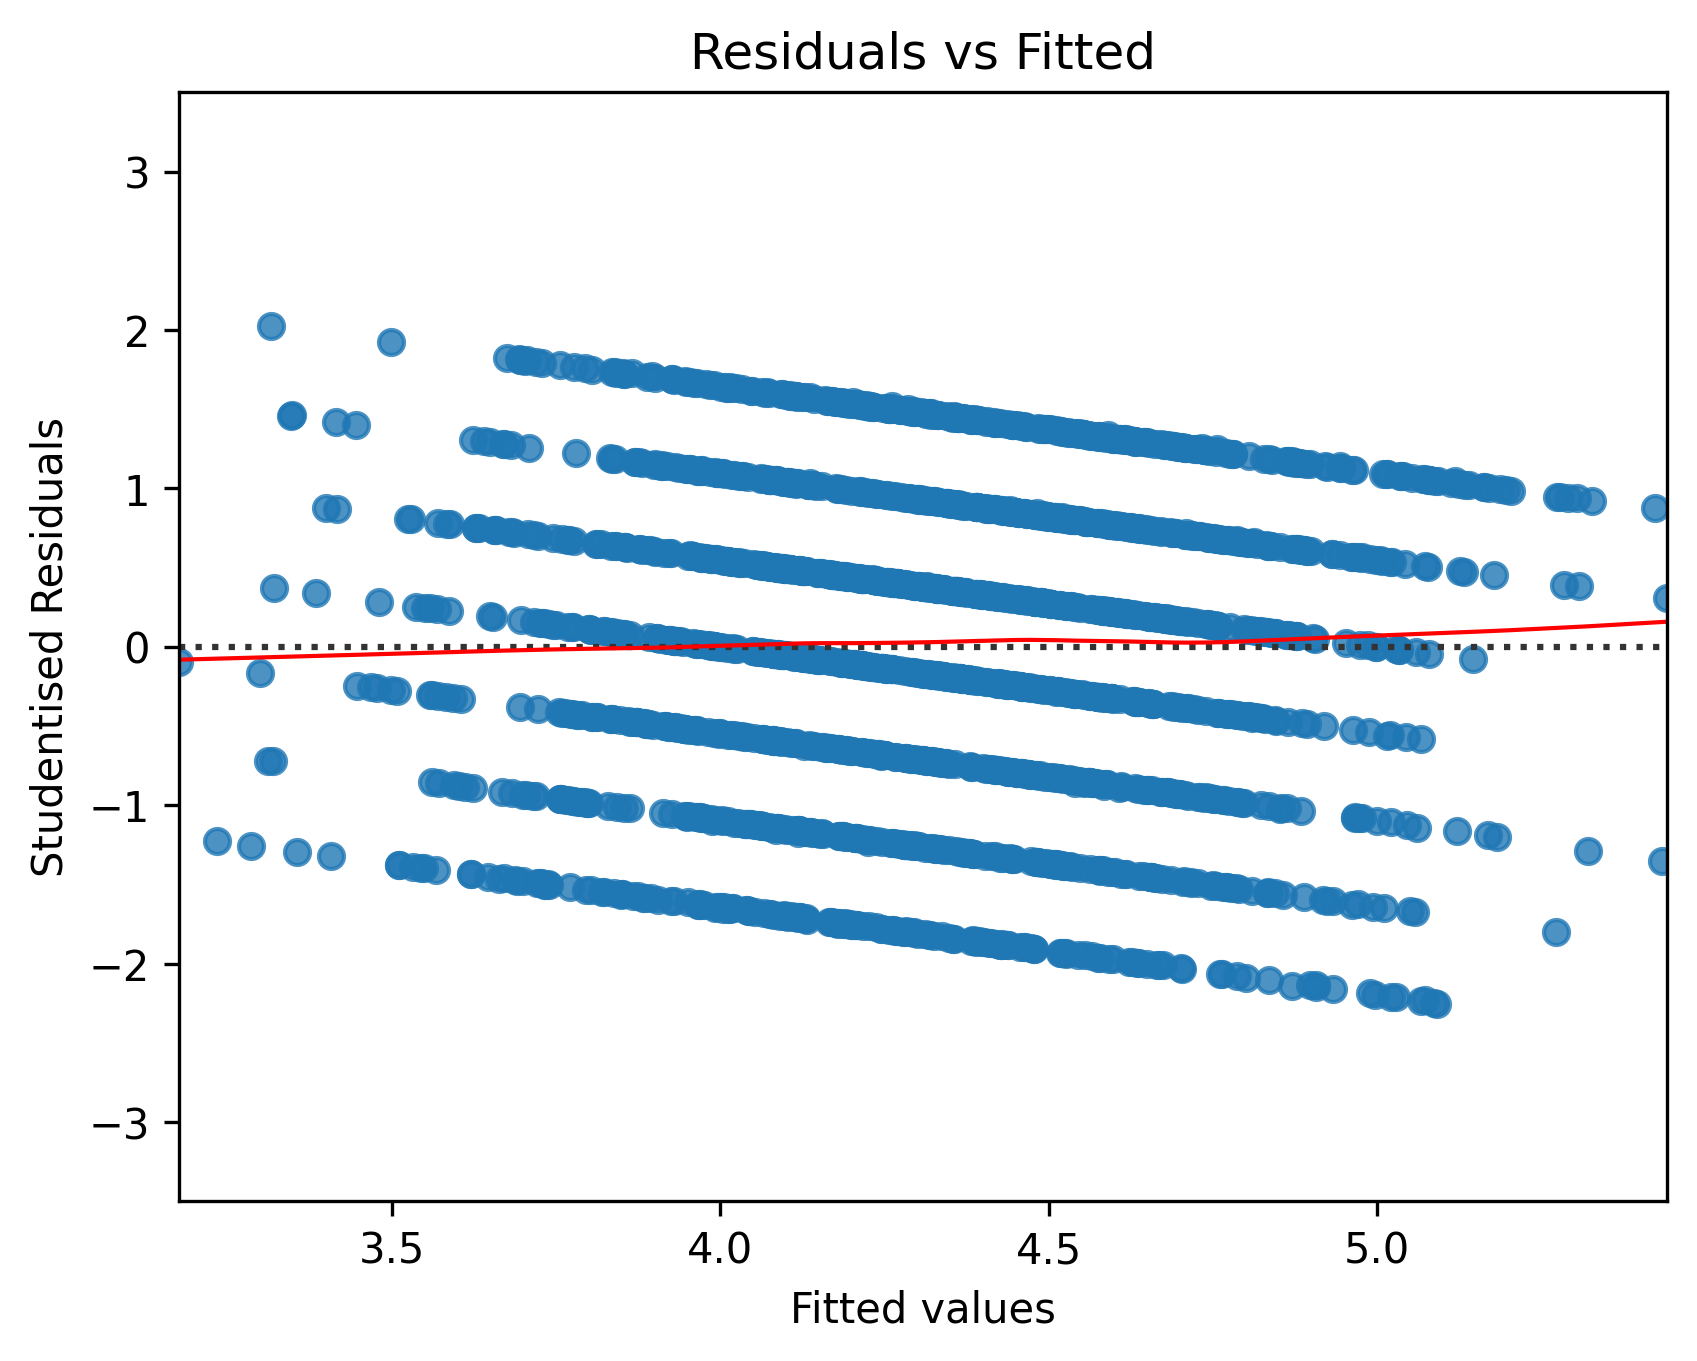 Residuals vs Fitted
Studentised Residuals
3
2
1
0
−1
−2
−3
3.5 4.0 4.5 5.0
Fitted values